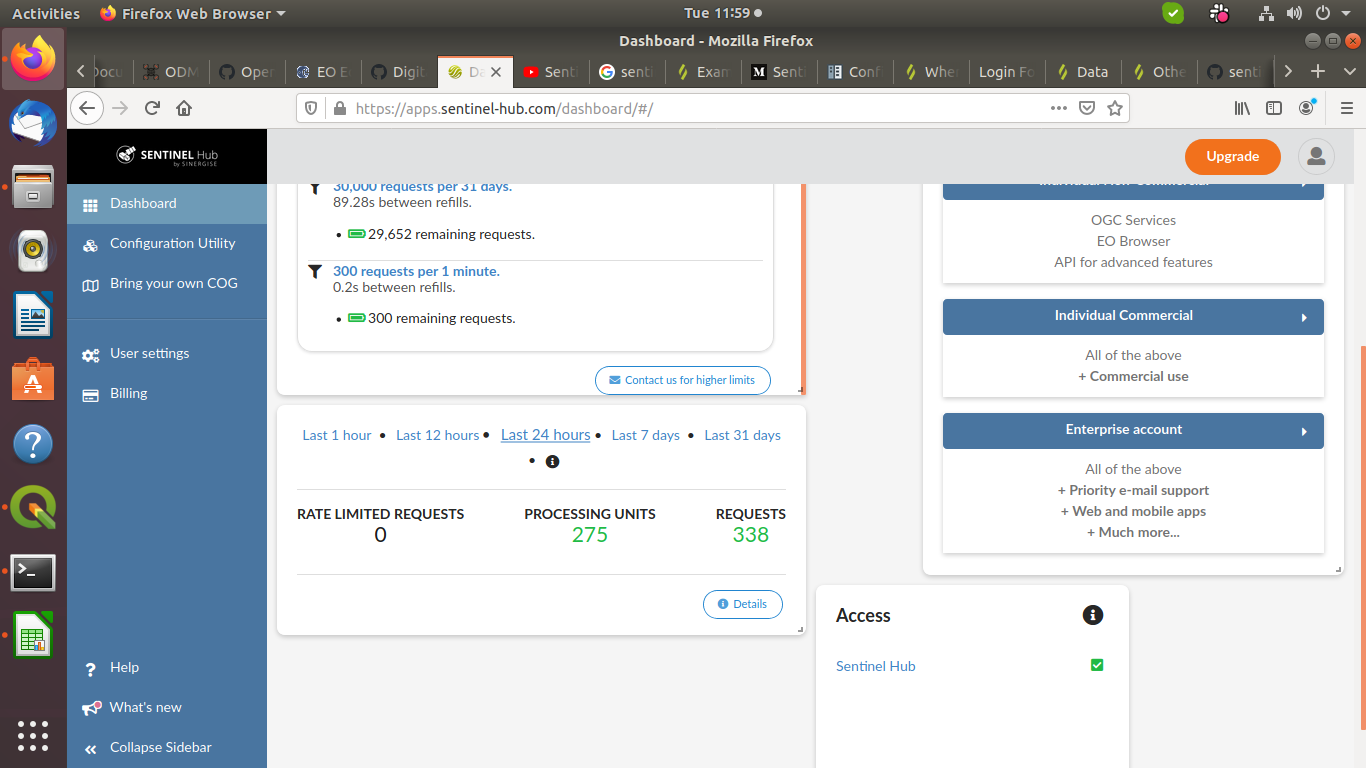 Activities Firefox Web Browser Tue 11:59
Dashboard - Mozilla Firefox
Docu ODM Oper EO E Digit Da Senti senti Exam Senti Conf Wher Login Fo Data Othe senti
https://apps.sentinel-hub.com/dashboard/#/
SENTINEL Hub
by SINERGISE
Upgrade
Dashboard
Configuration Utility
Bring your own COG
User settings
Billing
Help
What's new
Collapse Sidebar
30,000 requests per 31 days.
89.28s between refills.
• 29,652 remaining requests.
300 requests per 1 minute.
0.2s between refills.
• 300 remaining requests.
Contact us for higher limits
Last 1 hour • Last 12 hours • Last 24 hours • Last 7 days • Last 31 days
•
RATE LIMITED REQUESTS PROCESSING UNITS REQUESTS
0 275 338
Details
OGC Services
EO Browser
API for advanced features
Individual Commercial
All of the above
+ Commercial use
Enterprise account
All of the above
+ Priority e-mail support
+ Web and mobile apps
+ Much more...
Access
Sentinel Hub